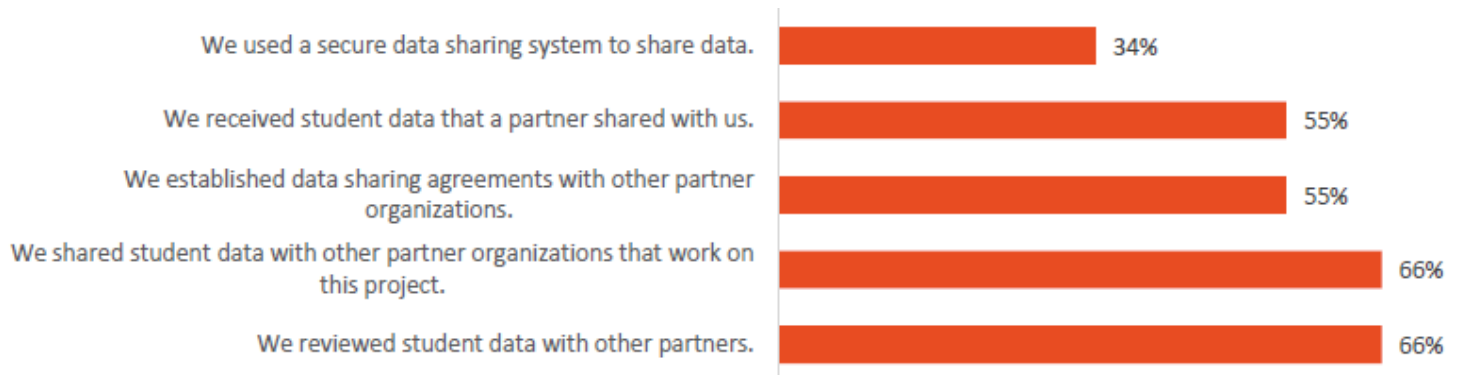 We used a secure data sharing system to share data.
34%
We received student data that a partner shared with us.
55%
We established data sharing agreements with other partner
organizations.
55%
We shared student data with other partner organizations that work on
this project.
66%
We reviewed student data with other partners.
66%